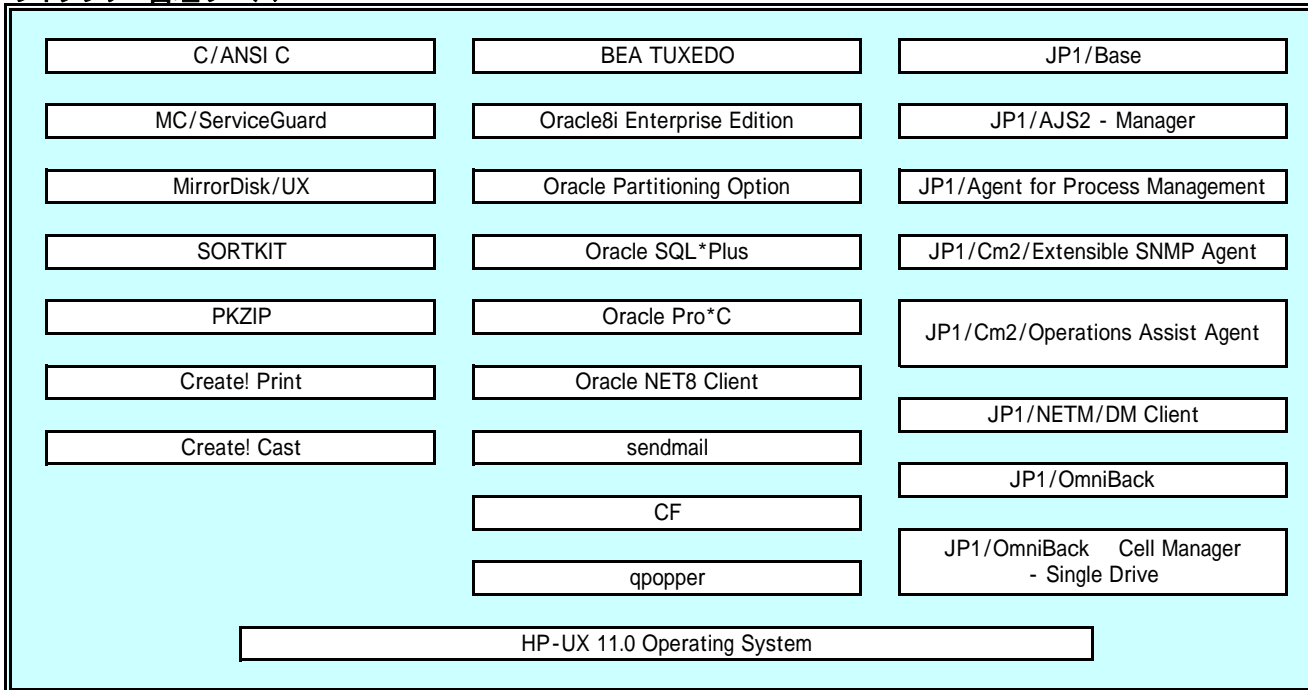 C/ANSI C
MC/ServiceGuard
MirrorDisk/UX
SORTKIT
PKZIP
Create! Print
Create! Cast
BEA TUXEDO
Oracle8i Enterprise Edition
Oracle Partitioning Option
Oracle SQL*Plus
Oracle Pro*C
Oracle NET8 Client
sendmail
CF
qpopper
JP1/Base
JP1/AJS2 - Manager
JP1/Agent for Process Management
JP1/Cm2/Extensible SNMP Agent
JP1/Cm2/Operations Assist Agent
JP1/NETM/DM Client
JP1/OmniBack
JP1/OmniBack Cell Manager
- Single Drive
HP-UX 11.0 Operating System